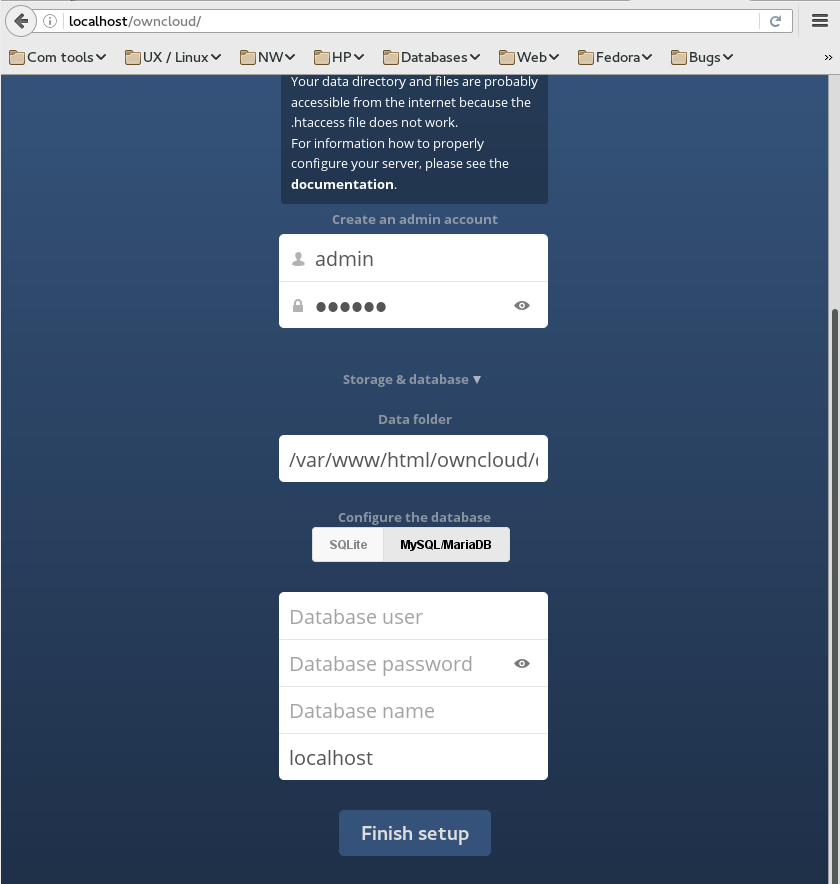 localhost/owncloud/
Com tools UX / Linux NW HP Databases Web Fedora Bugs »
Your data directory and files are probably
accessible from the internet because the
.htaccess file does not work.
For information how to properly
configure your server, please see the
documentation.
Create an admin account
admin
●●●●●●
Storage & database ▼
Data folder
/var/www/html/owncloud/
Configure the database
SQLite MySQL/MariaDB
Database user
Database password
Database name
localhost
Finish setup